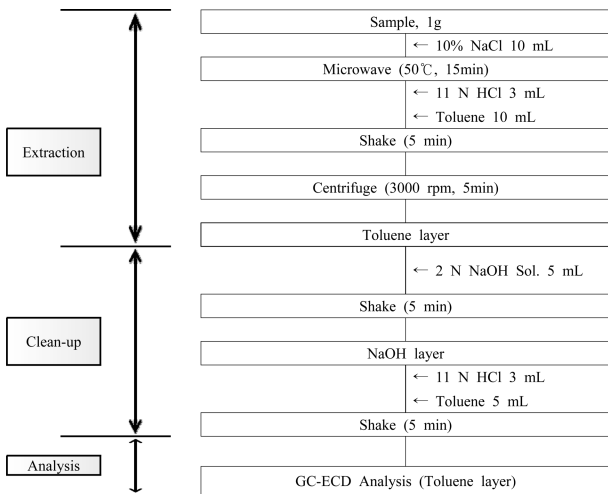 Sample, 1g
← 10% NaCl 10 mL
Microwave (50℃, 15min)
← 11 N HCl 3 mL
← Toluene 10 mL
Extraction
Shake (5 min)
Centrifuge (3000 rpm, 5min)
Toluene layer
← 2 N NaOH Sol. 5 mL
Shake (5 min)
Clean-up
NaOH layer
← 11 N HCl 3 mL
← Toluene 5 mL
Shake (5 min)
Analysis
GC-ECD Analysis (Toluene layer)